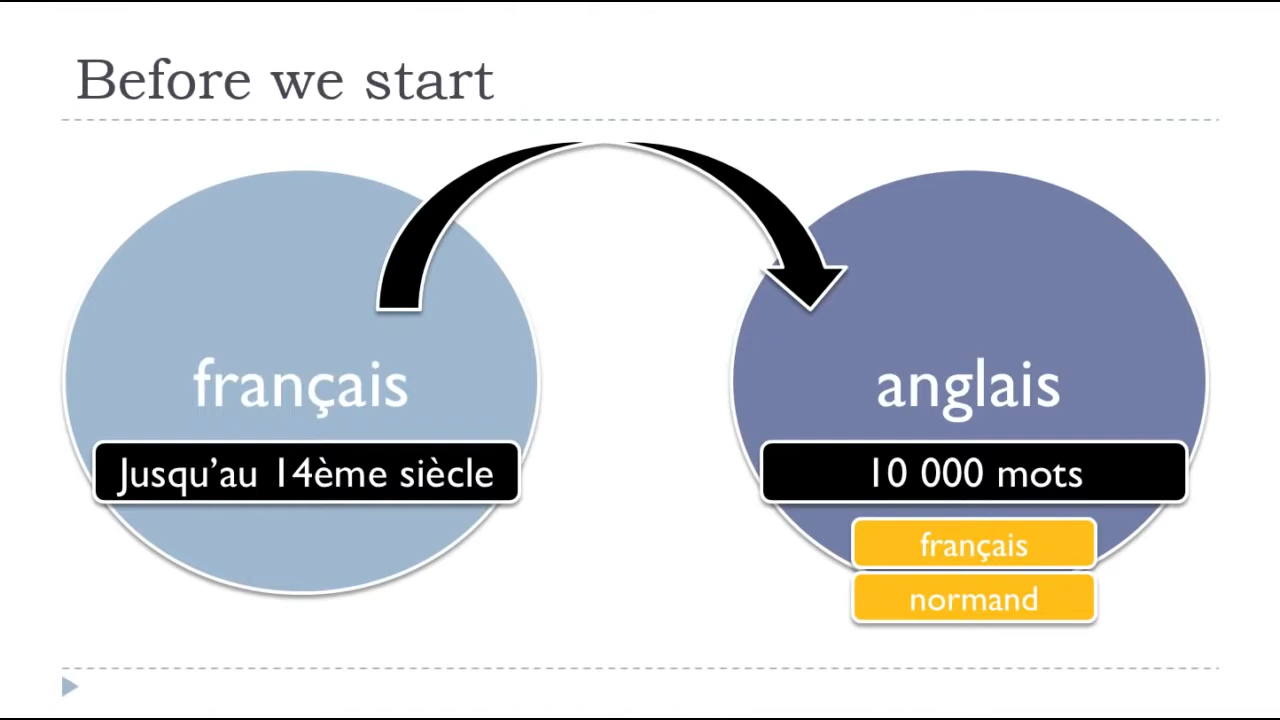 Before we start
français
Jusqu'au 14ème siècle
anglais
10 000 mots
français
normand